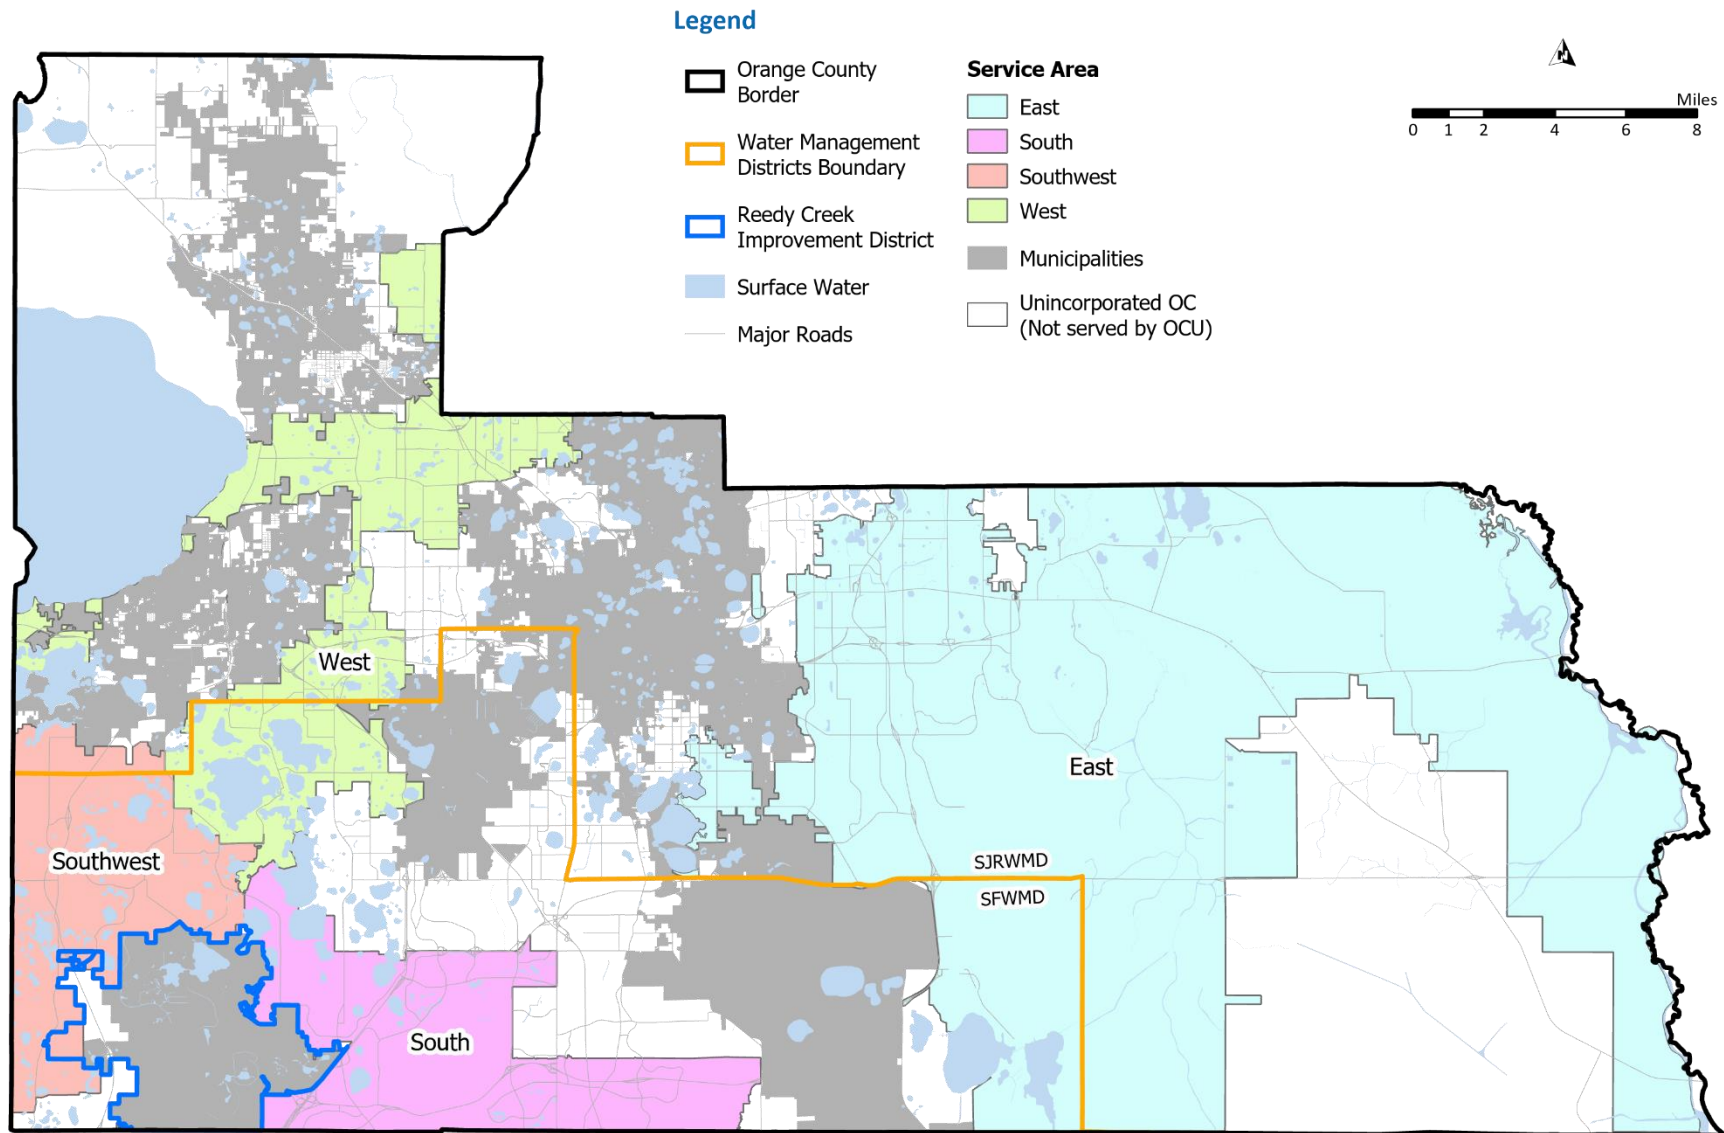 Legend
Orange County
Border
Water Management
Districts Boundary
Reedy Creek
Improvement District
Surface Water
Major Roads
Service Area
East
South
Southwest
West
Municipalities
Unincorporated OC
(Not served by OCU)
N
Miles
0 1 2 4 6 8
West
East
Southwest
SJRWMD
SFWMD
South